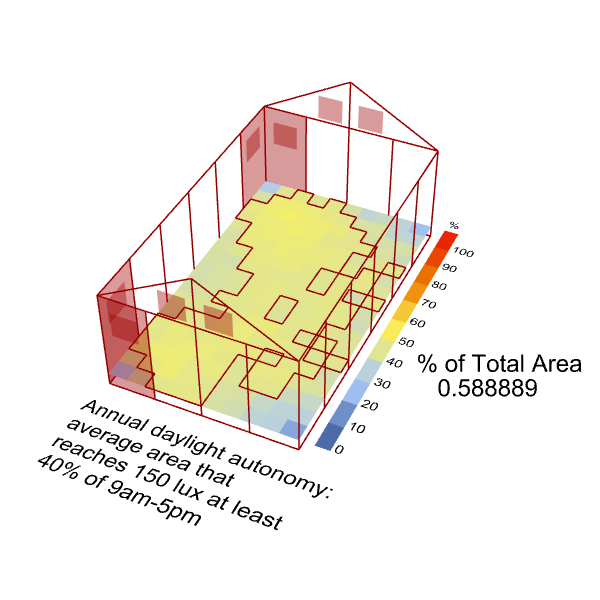 %
100
90
80
70
60
50
40
30
20
10
0
% of Total Area
0.588889
Annual daylight autonomy:
average area that
reaches 150 lux at least
40% of 9am-5pm